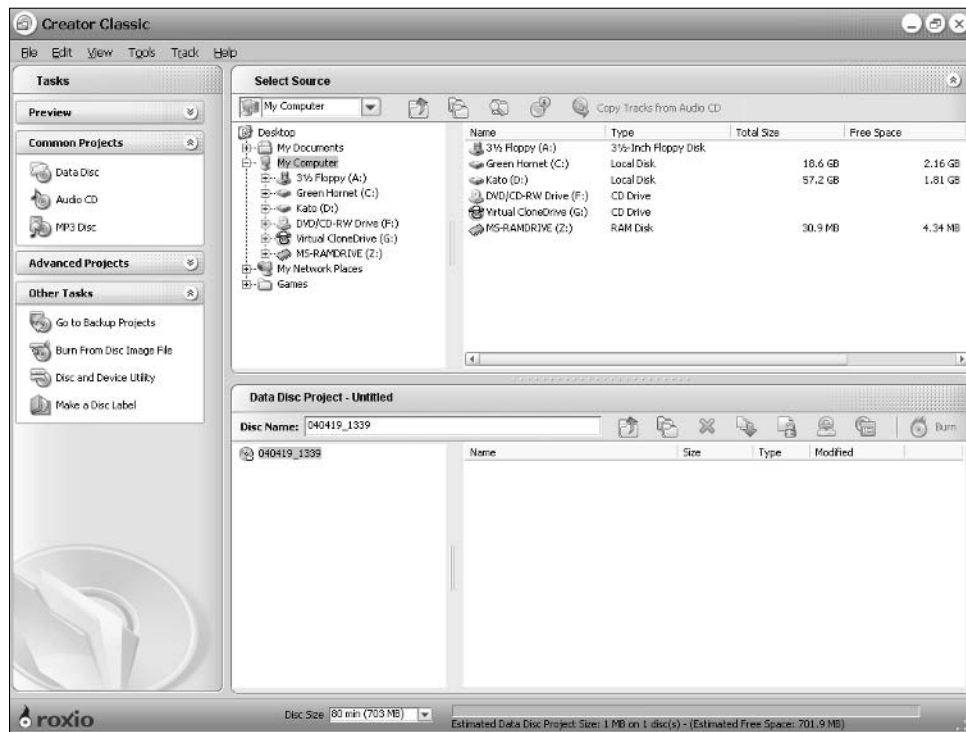 Creator Classic
File Edit View Tools Track Help
Tasks
Preview
Common Projects
Data Disc
Audio CD
MP3 Disc
Advanced Projects
Other Tasks
Go to Backup Projects
Burn From Disc Image File
Disc and Device Utility
Make a Disc Label
Select Source
My Computer Copy Tracks from Audio CD
Desktop
My Documents
My Computer
3½ Floppy (A:)
Green Hornet (C:)
Kato (D:)
DVD/CD-RW Drive (F:)
Virtual CloneDrive (G:)
MS-RAMDRIVE (Z:)
My Network Places
Games
Name Type Total Size Free Space
3½ Floppy (A:) 3½-Inch Floppy Disk
Green Hornet (C:) Local Disk 18.6 GB 2.16 GB
Kato (D:) Local Disk 57.2 GB 1.81 GB
DVD/CD-RW Drive (F:) CD Drive
Virtual CloneDrive (G:) CD Drive
MS-RAMDRIVE (Z:) RAM Disk 30.9 MB 4.34 MB
Data Disc Project - Untitled
Disc Name: 040419_1339 Burn
040419_1339
Name Size Type Modified
roxio
Disc Size 80 min (703 MB)
Estimated Data Disc Project Size: 1 MB on 1 disc(s) - (Estimated Free Space: 701.9 MB)